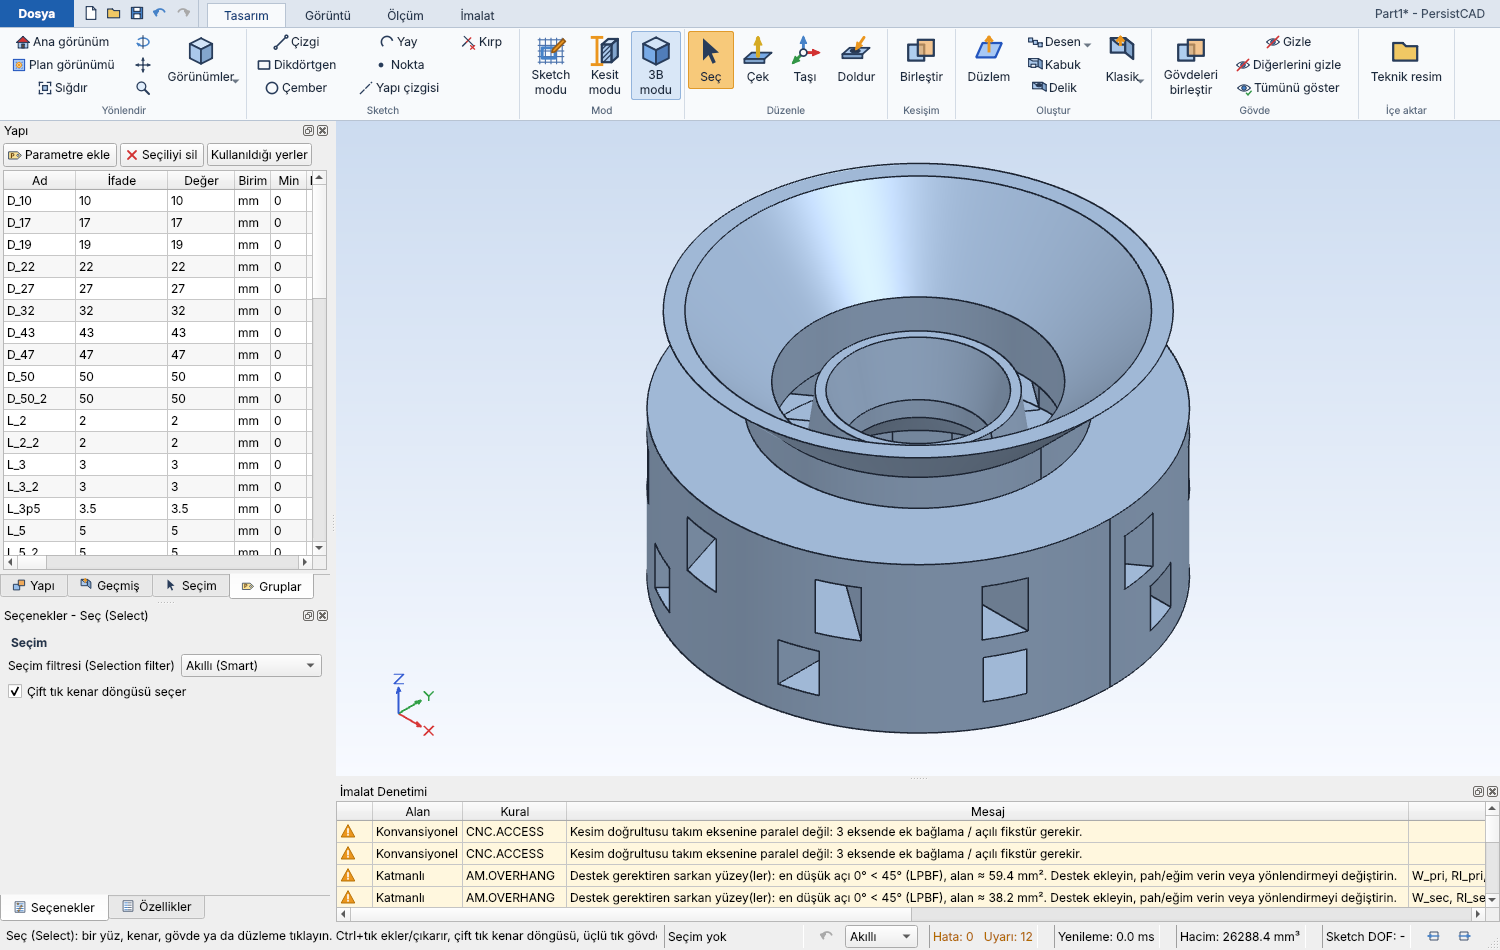 Dosya
Tasarım
Görüntü
Ölçüm
İmalat
Part1* - PersistCAD
Ana görünüm
Plan görünümü
Sığdır
Görünümler
Yönlendir
Çizgi
Dikdörtgen
Çember
Yay
Nokta
Yapı çizgisi
Kırp
Sketch
Sketch modu
Kesit modu
3B modu
Mod
Seç
Çek
Taşı
Doldur
Düzenle
Birleştir
Kesişim
Düzlem
Desen
Kabuk
Delik
Klasik
Oluştur
Gövdeleri birleştir
Gizle
Diğerlerini gizle
Tümünü göster
Gövde
Teknik resim
İçe aktar
Yapı
Parametre ekle
Seçiliyi sil
Kullanıldığı yerler
Ad İfade Değer Birim Min
D_10 10 10 mm 0
D_17 17 17 mm 0
D_19 19 19 mm 0
D_22 22 22 mm 0
D_27 27 27 mm 0
D_32 32 32 mm 0
D_43 43 43 mm 0
D_47 47 47 mm 0
D_50 50 50 mm 0
D_50_2 50 50 mm 0
L_2 2 2 mm 0
L_2_2 2 2 mm 0
L_3 3 3 mm 0
L_3_2 3 3 mm 0
L_3p5 3.5 3.5 mm 0
L_5 5 5 mm 0
L_5_2 5 5 mm 0
Yapı
Geçmiş
Seçim
Gruplar
Seçenekler - Seç (Select)
Seçim
Seçim filtresi (Selection filter) Akıllı (Smart)
Çift tık kenar döngüsü seçer
Z
Y
X
Seçenekler
Özellikler
İmalat Denetimi
Alan Kural Mesaj
Konvansiyonel CNC.ACCESS Kesim doğrultusu takım eksenine paralel değil: 3 eksende ek bağlama / açılı fikstür gerekir.
Konvansiyonel CNC.ACCESS Kesim doğrultusu takım eksenine paralel değil: 3 eksende ek bağlama / açılı fikstür gerekir.
Katmanlı AM.OVERHANG Destek gerektiren sarkan yüzey(ler): en düşük açı 0° < 45° (LPBF), alan ≈ 59.4 mm². Destek ekleyin, pah/eğim verin veya yönlendirmeyi değiştirin. W_pri, RI_pri,
Katmanlı AM.OVERHANG Destek gerektiren sarkan yüzey(ler): en düşük açı 0° < 45° (LPBF), alan ≈ 38.2 mm². Destek ekleyin, pah/eğim verin veya yönlendirmeyi değiştirin. W_sec, RI_se
Seç (Select): bir yüz, kenar, gövde ya da düzleme tıklayın. Ctrl+tık ekler/çıkarır, çift tık kenar döngüsü, üçlü tık gövde
Seçim yok
Akıllı
Hata: 0 Uyarı: 12
Yenileme: 0.0 ms
Hacim: 26288.4 mm³
Sketch DOF: -